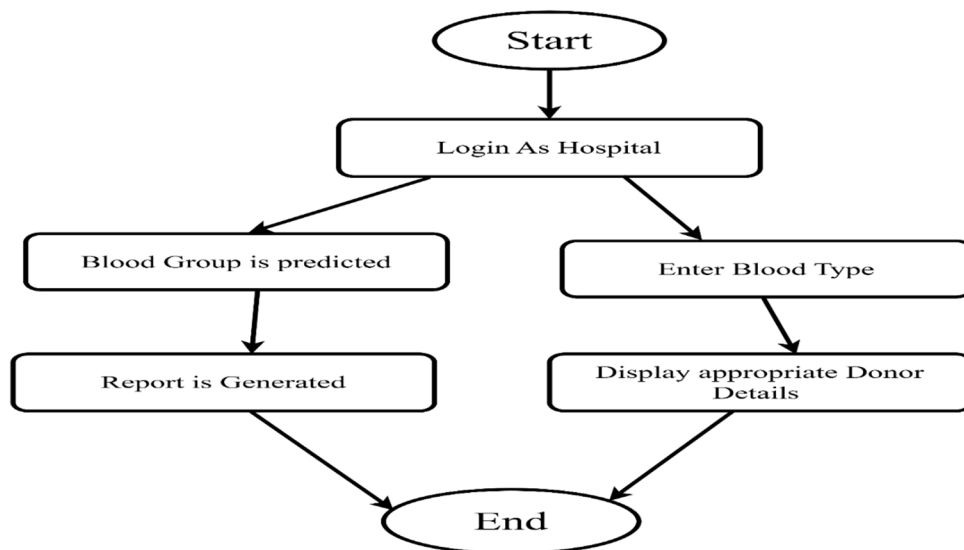 Start
Login As Hospital
Blood Group is predicted
Enter Blood Type
Report is Generated
Display appropriate Donor
Details
End